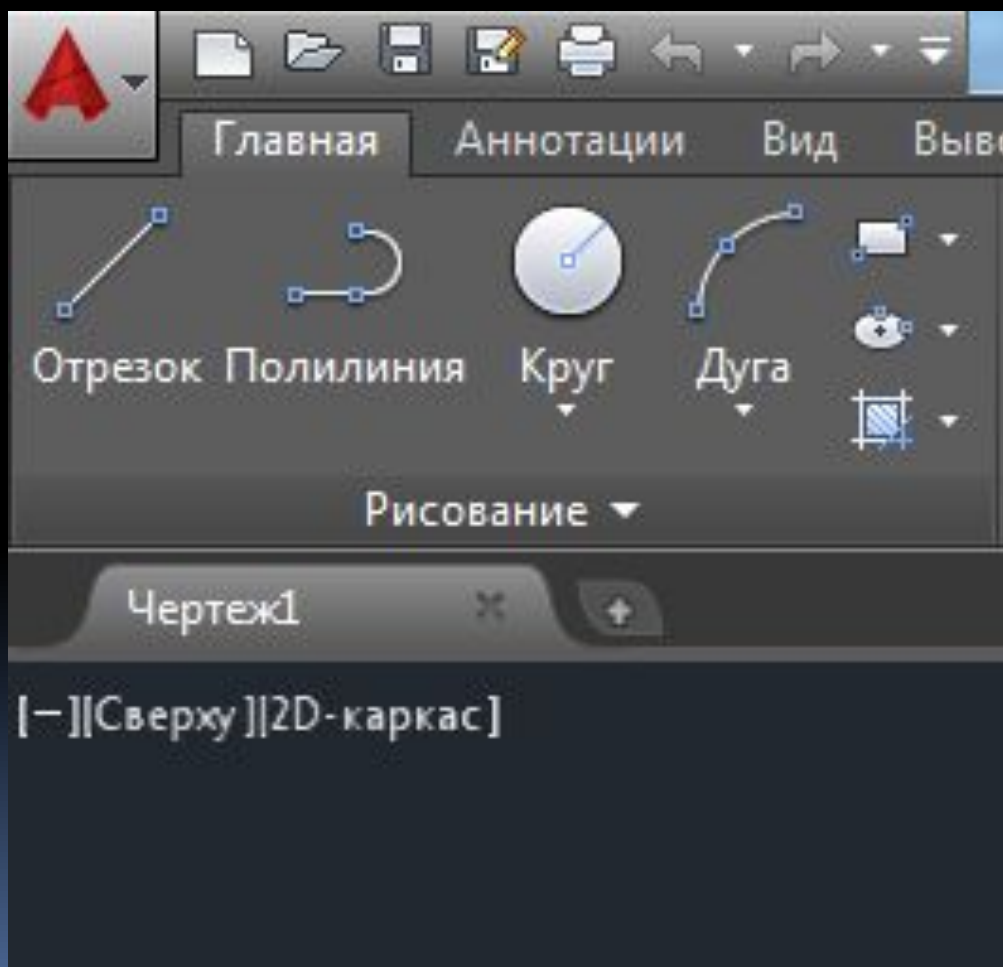 Главная Аннотации Вид
Отрезок Полилиния Круг Дуга
Рисование
Чертеж1
[−]|Сверху]|2D-каркас]